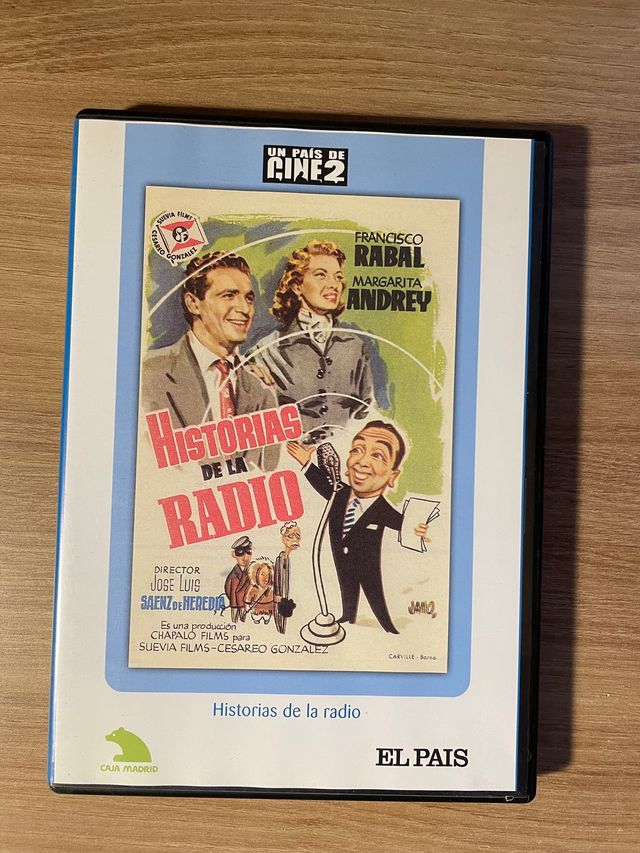 UN PAÍS DE
CINE2
SUEVIA FILMS
CESAREO GONZALEZ
FRANCISCO
RABAL
MARGARITA
ANDREY
HISTORIAS
DE LA
RADIO
DIRECTOR
JOSE LUIS
SAENZ DE HEREDIA
JANO,
Es una producción
CHAPALO FILMS para
SUEVIA FILMS-CESAREO GONZALEZ
CARVILLE - Barna.
Historias de la radio
CAJA MADRID
EL PAIS